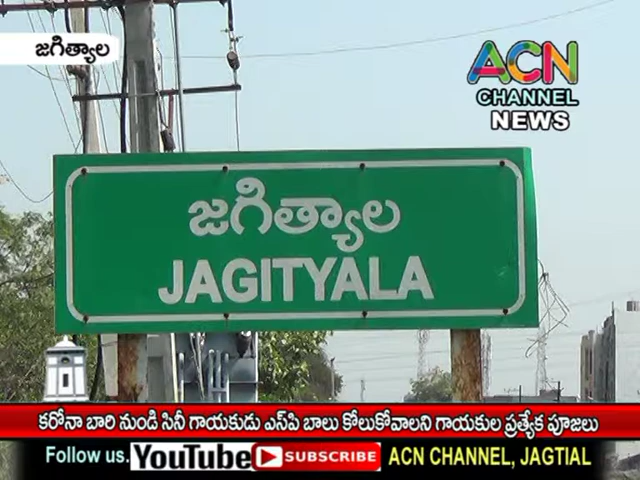 జగిత్యాల
ACN
CHANNEL
NEWS
జగిత్యాల
JAGITYALA
కరోనా బారి నుండి సినీ గాయకుడు ఎస్‌పి బాలు కోలుకోవాలని గాయకుల ప్రత్యేక పూజలు
Follow us. YouTube SUBSCRIBE ACN CHANNEL, JAGTIAL